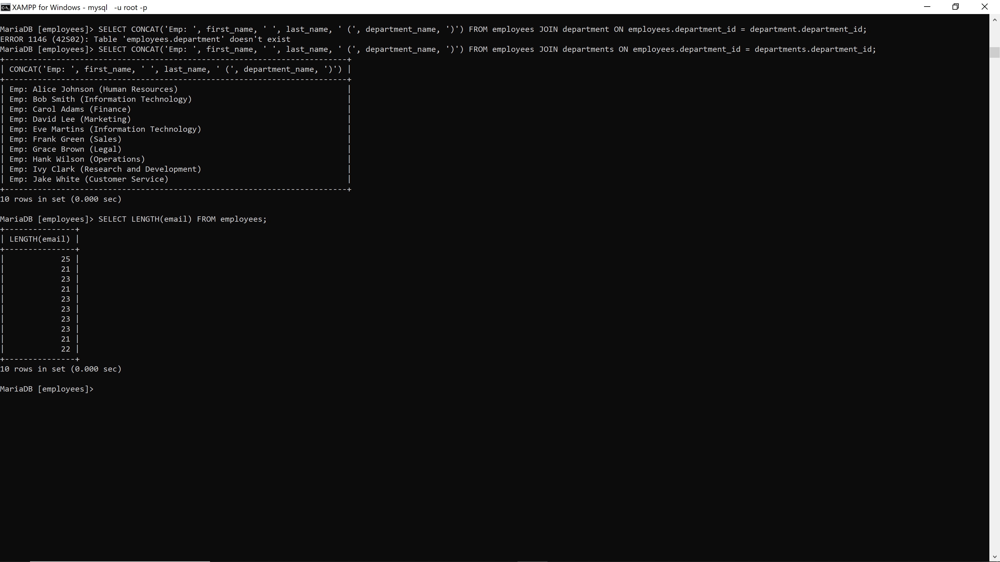 XAMPP for Windows - mysql  -u root -p
MariaDB [employees]> SELECT CONCAT('Emp: ', first_name, ' ', last_name, ' (', department_name, ')') FROM employees JOIN department ON employees.department_id = department.department_id;
ERROR 1146 (42S02): Table 'employees.department' doesn't exist
MariaDB [employees]> SELECT CONCAT('Emp: ', first_name, ' ', last_name, ' (', department_name, ')') FROM employees JOIN departments ON employees.department_id = departments.department_id;
+-------------------------------------------------------------------------+
| CONCAT('Emp: ', first_name, ' ', last_name, ' (', department_name, ')') |
+-------------------------------------------------------------------------+
| Emp: Alice Johnson (Human Resources)                                    |
| Emp: Bob Smith (Information Technology)                                 |
| Emp: Carol Adams (Finance)                                              |
| Emp: David Lee (Marketing)                                              |
| Emp: Eve Martins (Information Technology)                               |
| Emp: Frank Green (Sales)                                                |
| Emp: Grace Brown (Legal)                                                |
| Emp: Hank Wilson (Operations)                                           |
| Emp: Ivy Clark (Research and Development)                               |
| Emp: Jake White (Customer Service)                                      |
+-------------------------------------------------------------------------+
10 rows in set (0.000 sec)
MariaDB [employees]> SELECT LENGTH(email) FROM employees;
+---------------+
| LENGTH(email) |
+---------------+
|            25 |
|            21 |
|            23 |
|            21 |
|            23 |
|            23 |
|            23 |
|            23 |
|            21 |
|            22 |
+---------------+
10 rows in set (0.000 sec)
MariaDB [employees]>